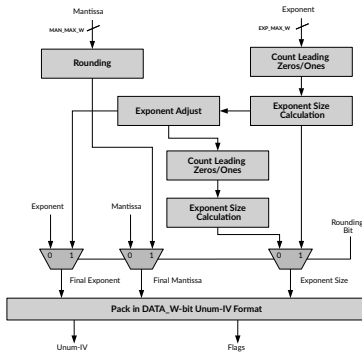 Mantissa
Exponent
MAN_MAX_W
EXP_MAX_W
Rounding
Count Leading
Zeros/Ones
Exponent Adjust
Exponent Size
Calculation
Count Leading
Zeros/Ones
Exponent Size
Calculation
Exponent
Mantissa
Rounding
Bit
0 1
0 1
0 1
Final Exponent
Final Mantissa
Exponent Size
Pack in DATA_W-bit Unum-IV Format
Unum-IV
Flags